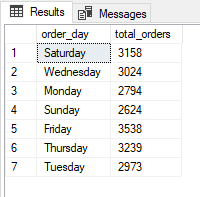 Results Messages
order_day total_orders
1 Saturday 3158
2 Wednesday 3024
3 Monday 2794
4 Sunday 2624
5 Friday 3538
6 Thursday 3239
7 Tuesday 2973